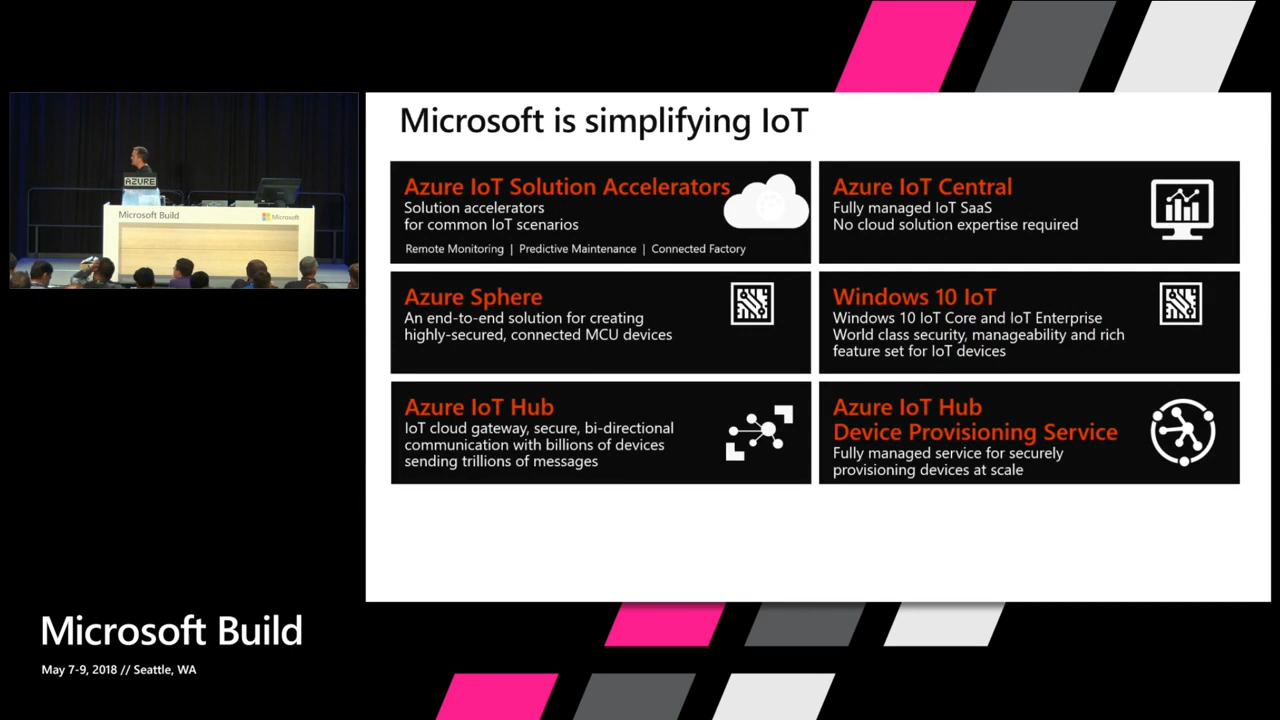 Microsoft is simplifying IoT
Azure IoT Solution Accelerators
Solution accelerators
for common IoT scenarios
Remote Monitoring | Predictive Maintenance | Connected Factory
Azure IoT Central
Fully managed IoT SaaS
No cloud solution expertise required
Azure Sphere
An end-to-end solution for creating
highly-secured, connected MCU devices
Windows 10 IoT
Windows 10 IoT Core and IoT Enterprise
World class security, manageability and rich
feature set for IoT devices
Azure IoT Hub
IoT cloud gateway, secure, bi-directional
communication with billions of devices
sending trillions of messages
Azure IoT Hub
Device Provisioning Service
Fully managed service for securely
provisioning devices at scale
AZURE
Microsoft Build
Microsoft
Microsoft Build
May 7-9, 2018 // Seattle, WA